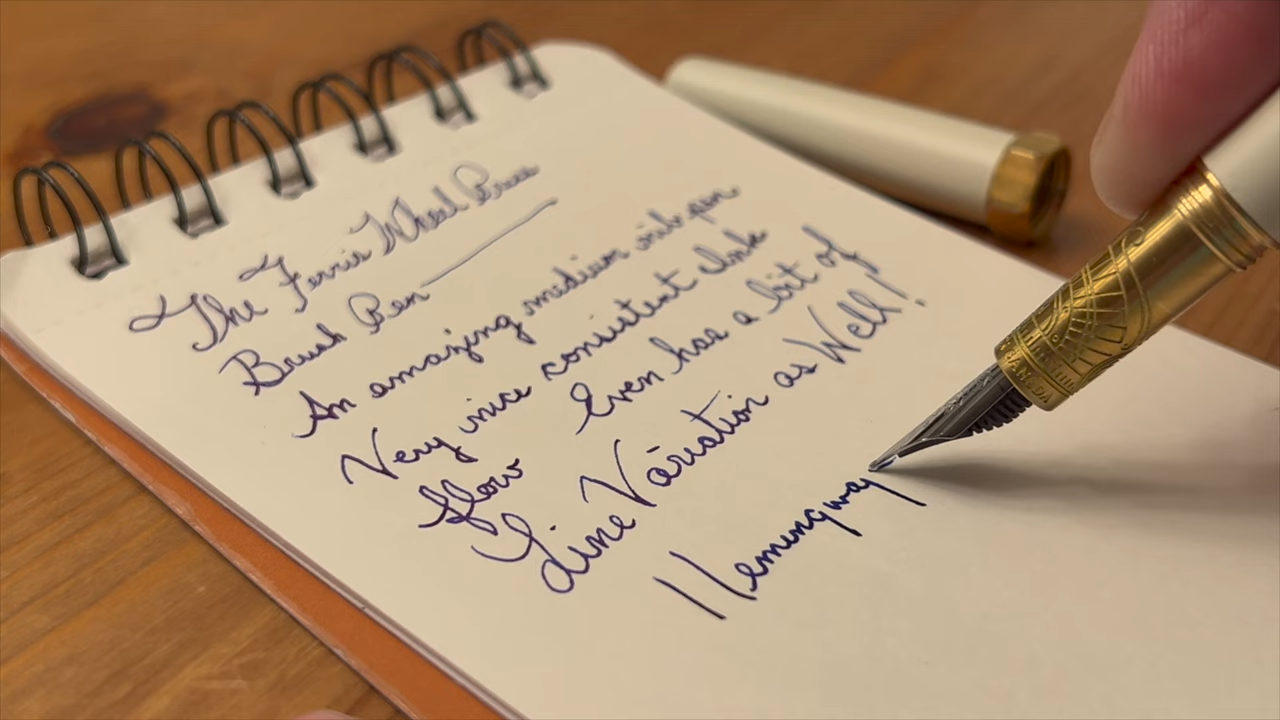 The Ferris Wheel Press
Brush Pen
An amazing medium nib pen
Very nice consistent Ink
flow Even has a bit of
Line Variation as Well!
Hemingway